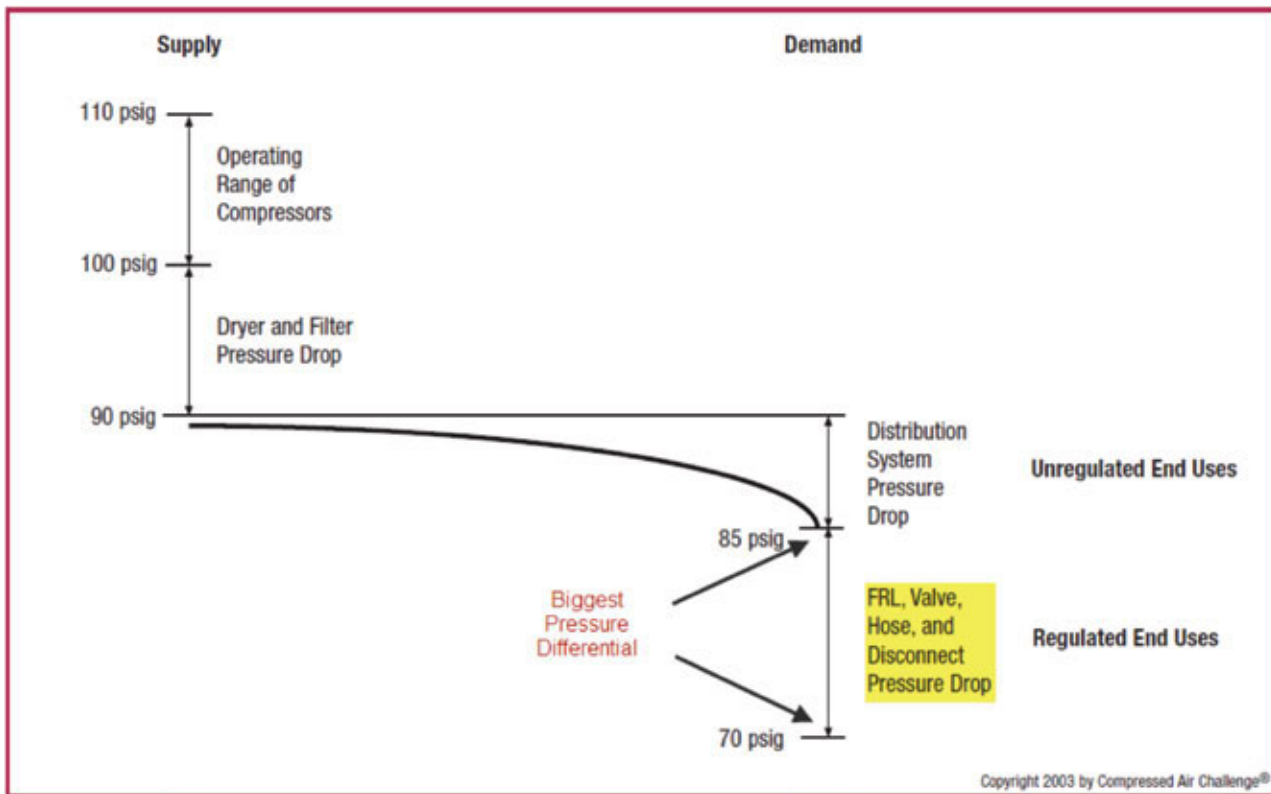 Supply
Demand
110 psig
Operating
Range of
Compressors
100 psig
Dryer and Filter
Pressure Drop
90 psig
Distribution
System
Pressure
Drop
Unregulated End Uses
85 psig
Biggest
Pressure
Differential
FRL, Valve,
Hose, and
Disconnect
Pressure Drop
Regulated End Uses
70 psig
Copyright 2003 by Compressed Air Challenge®